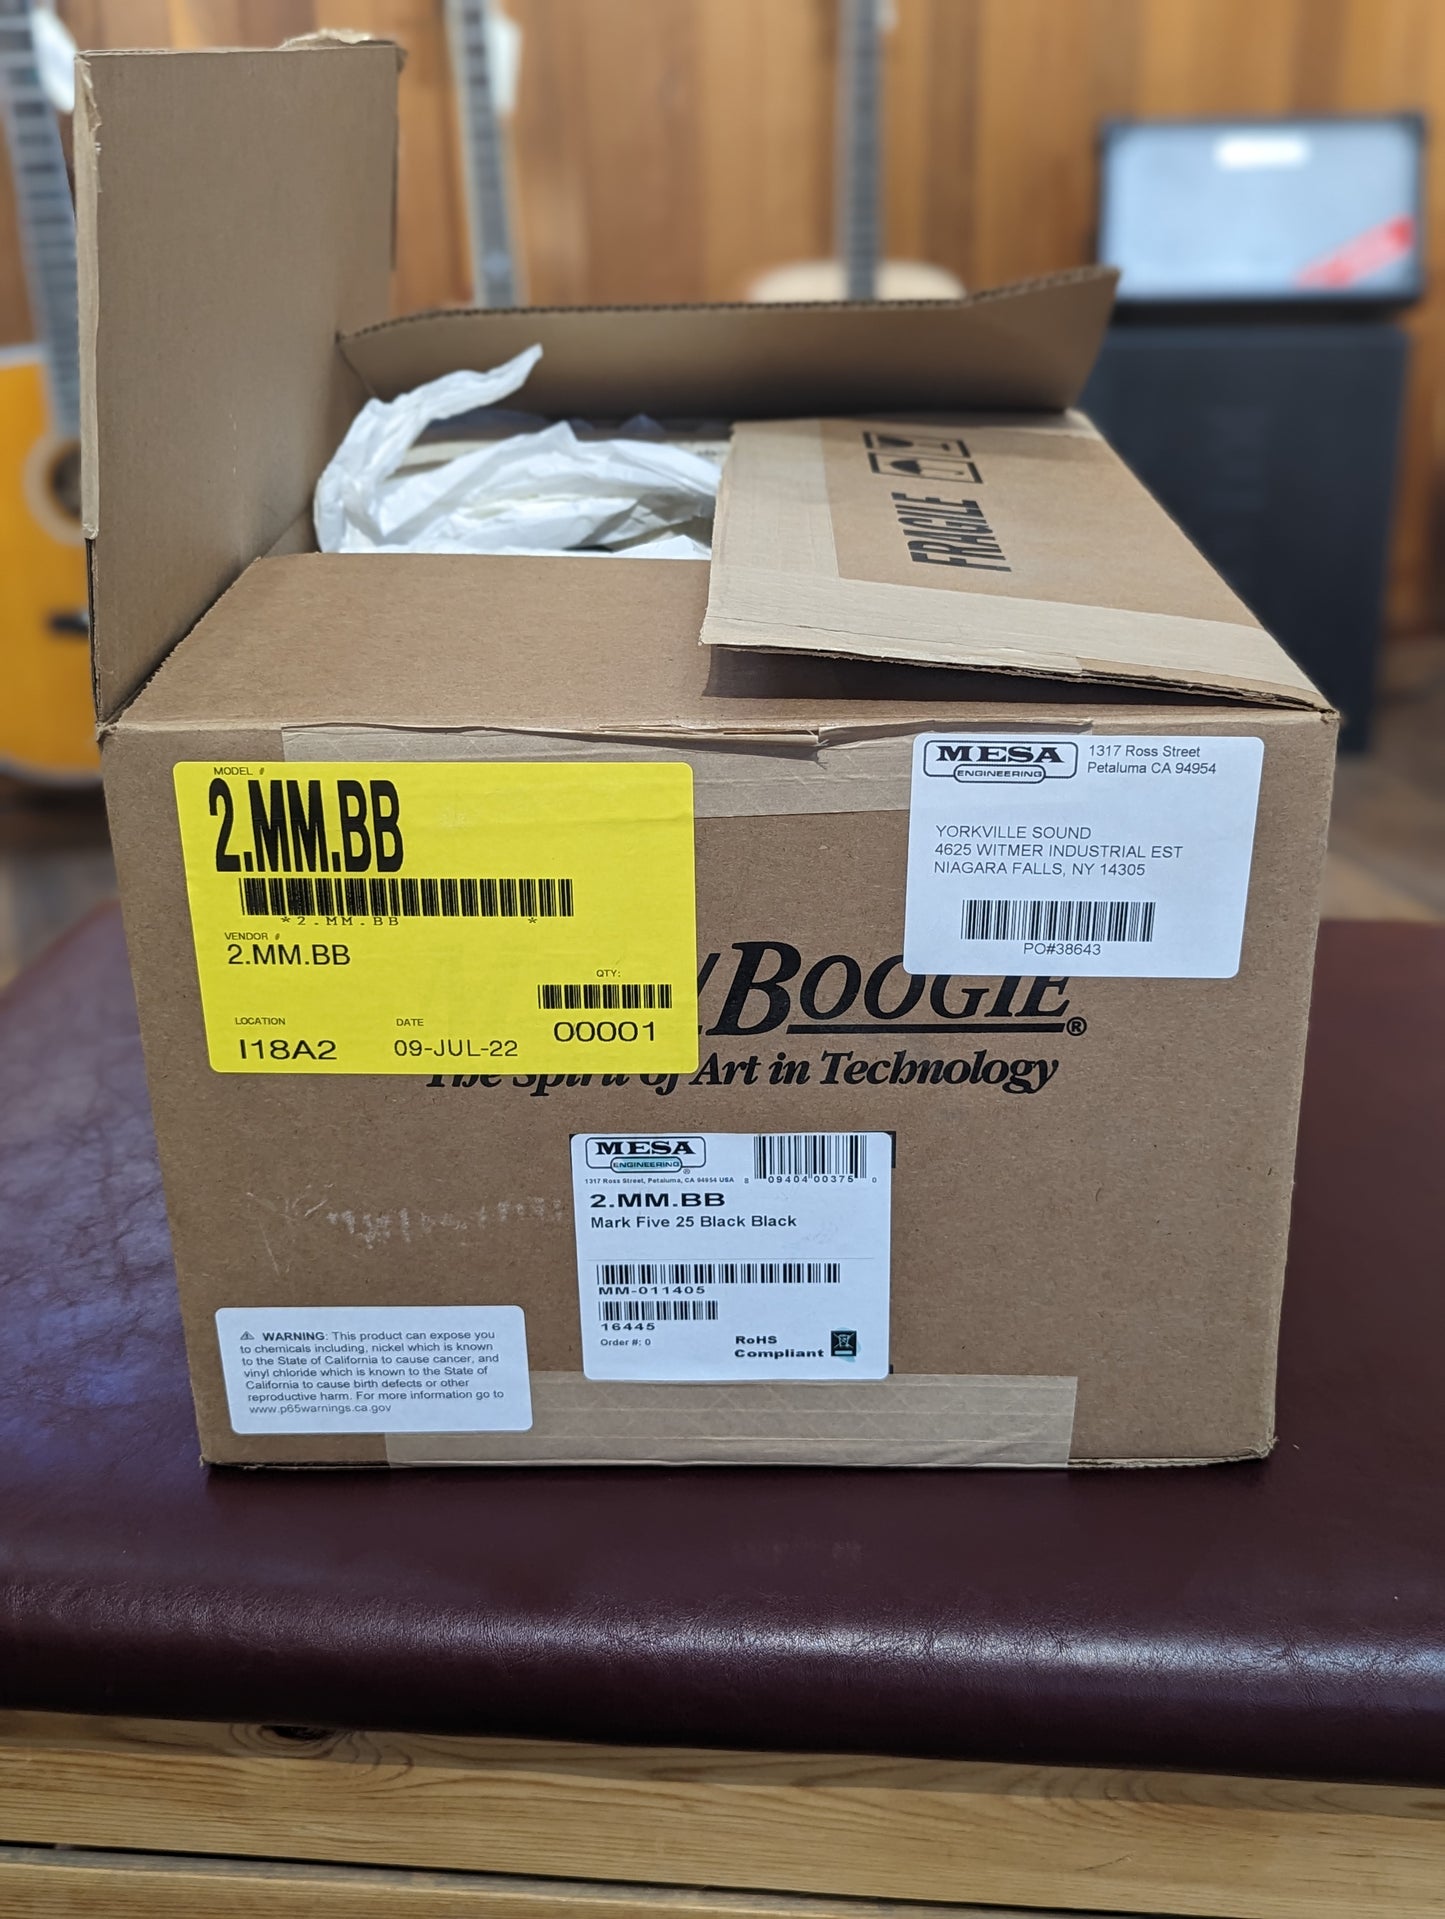 FRAGILE
MODEL #
2.MM.BB
*2.MM.BB *
VENDOR #
2.MM.BB
QTY:
00001
LOCATION
I18A2
DATE
09-JUL-22
MESA
ENGINEERING
1317 Ross Street
Petaluma CA 94954
YORKVILLE SOUND
4625 WITMER INDUSTRIAL EST
NIAGARA FALLS, NY 14305
PO#38643
BOOGIE®
The Spirit of Art in Technology
MESA
ENGINEERING®
1317 Ross Street, Petaluma, CA 94954 USA
8 09404 00375 0
2.MM.BB
Mark Five 25 Black Black
MM-011405
16445
Order #: 0
RoHS
Compliant
⚠ WARNING: This product can expose you
to chemicals including, nickel which is known
to the State of California to cause cancer, and
vinyl chloride which is known to the State of
California to cause birth defects or other
reproductive harm. For more information go to
www.p65warnings.ca.gov